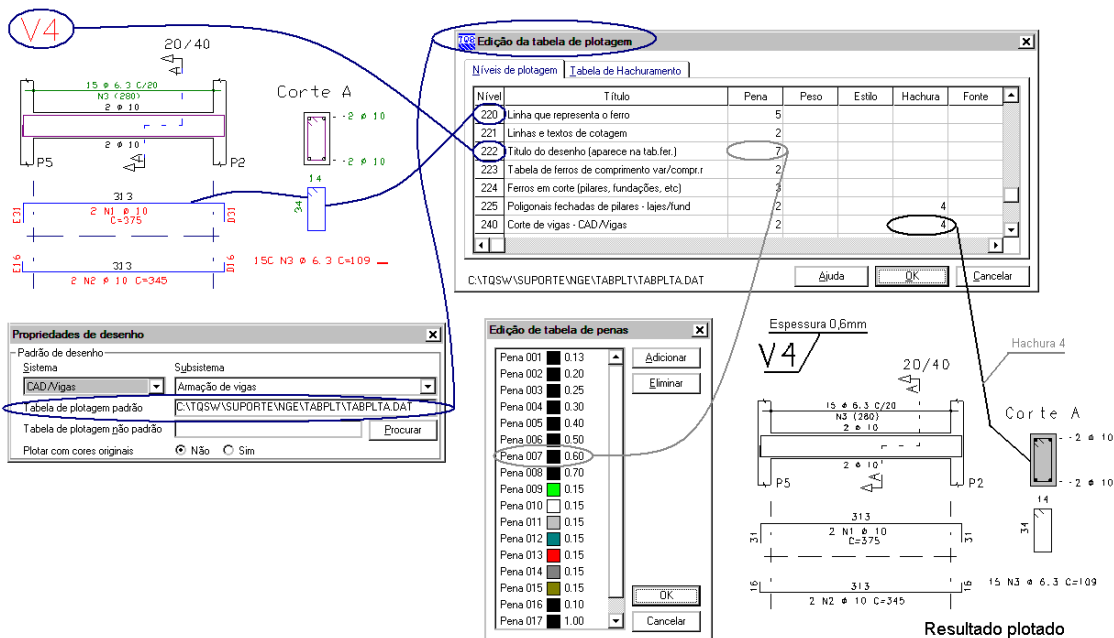 V4
20/40
15 ø 6.3 C/20
N3 (280)
2 ø 10
2 ø 10
P5
P2
Corte A
2 ø 10
2 ø 10
14
34
313
E31
2 N1 ø 10
C=375
D31
313
E16
2 N2 ø 10 C=345
D16
15C N3 ø 6.3 C=109
Edição da tabela de plotagem
Níveis de plotagem
Tabela de Hachuramento
Nível Título Pena Peso Estilo Hachura Fonte
220 Linha que representa o ferro 5
221 Linhas e textos de cotagem 2
222 Título do desenho (aparece na tab.fer.) 7
223 Tabela de ferros de comprimento var/compr.r 2
224 Ferros em corte (pilares, fundações, etc) 3
225 Poligonais fechadas de pilares - lajes/fund 2 4
240 Corte de vigas - CAD/Vigas 2 4
C:\TQSW\SUPORTE\NGE\TABPLT\TABPLTA.DAT
Ajuda
OK
Cancelar
Propriedades de desenho
Padrão de desenho
Sistema
Subsistema
CAD/Vigas
Armação de vigas
Tabela de plotagem padrão
C:\TQSW\SUPORTE\NGE\TABPLT\TABPLTA.DAT
Tabela de plotagem não padrão
Procurar
Plotar com cores originais
Não
Sim
Edição de tabela de penas
Pena 001 0.13
Pena 002 0.20
Pena 003 0.25
Pena 004 0.30
Pena 005 0.40
Pena 006 0.50
Pena 007 0.60
Pena 008 0.70
Pena 009 0.15
Pena 010 0.15
Pena 011 0.15
Pena 012 0.15
Pena 013 0.15
Pena 014 0.15
Pena 015 0.15
Pena 016 0.10
Pena 017 1.00
Adicionar
Eliminar
OK
Cancelar
Espessura 0,6mm
V4
Hachura 4
20/40
15 ø 6.3 C/20
N3 (280)
2 ø 10
2 ø 10
P5
P2
Corte A
2 ø 10
2 ø 10
14
34
313
31
2 N1 ø 10
C=375
31
313
16
2 N2 ø 10 C=345
16
15 N3 ø 6.3 C=109
Resultado plotado